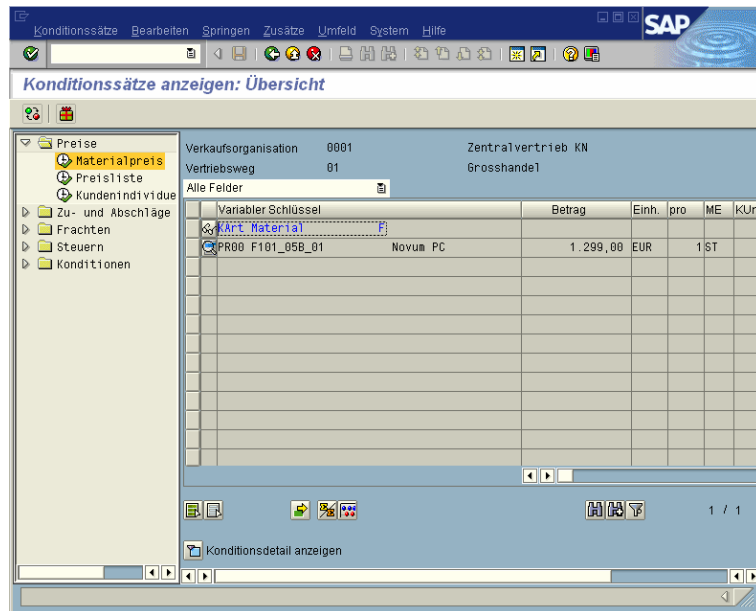 Konditionssätze Bearbeiten Springen Zusätze Umfeld System Hilfe
SAP
Konditionssätze anzeigen: Übersicht
Preise
Materialpreis
Preisliste
Kundenindividue
Zu- und Abschläge
Frachten
Steuern
Konditionen
Verkaufsorganisation 0001 Zentralvertrieb KN
Vertriebsweg 01 Grosshandel
Alle Felder
Variabler Schlüssel Betrag Einh. pro ME KUr
KArt Material F
PR00 F101_05B_01 Novum PC 1.299,00 EUR 1 ST
1 / 1
Konditionsdetail anzeigen